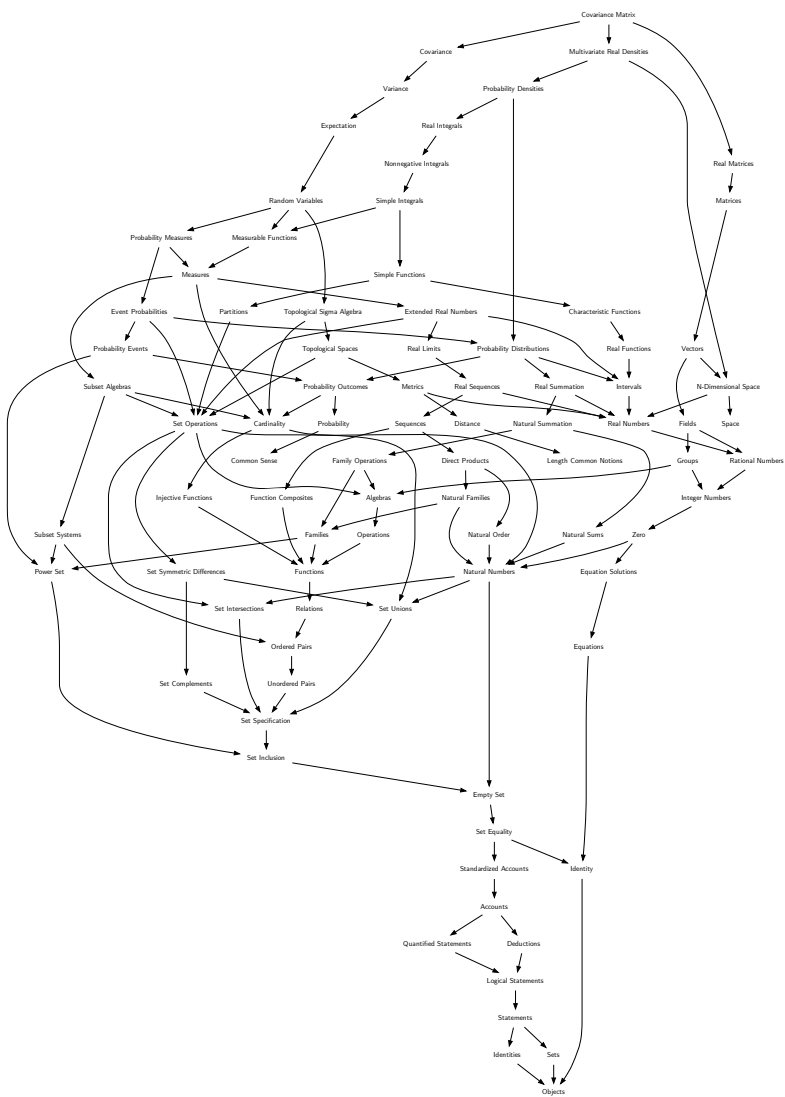 Covariance Matrix
Covariance
Multivariate Real Densities
Variance
Probability Densities
Expectation
Real Integrals
Nonnegative Integrals
Real Matrices
Random Variables
Simple Integrals
Matrices
Probability Measures
Measurable Functions
Measures
Simple Functions
Event Probabilities
Partitions
Topological Sigma Algebra
Extended Real Numbers
Characteristic Functions
Probability Events
Topological Spaces
Real Limits
Probability Distributions
Real Functions
Vectors
Subset Algebras
Probability Outcomes
Metrics
Real Sequences
Real Summation
Intervals
N-Dimensional Space
Set Operations
Cardinality
Probability
Sequences
Distance
Natural Summation
Real Numbers
Fields
Space
Common Sense
Family Operations
Direct Products
Length Common Notions
Groups
Rational Numbers
Injective Functions
Function Composites
Algebras
Natural Families
Integer Numbers
Subset Systems
Families
Operations
Natural Order
Natural Sums
Zero
Power Set
Set Symmetric Differences
Functions
Natural Numbers
Equation Solutions
Set Intersections
Relations
Set Unions
Ordered Pairs
Equations
Set Complements
Unordered Pairs
Set Specification
Set Inclusion
Empty Set
Set Equality
Standardized Accounts
Identity
Accounts
Quantified Statements
Deductions
Logical Statements
Statements
Identities
Sets
Objects